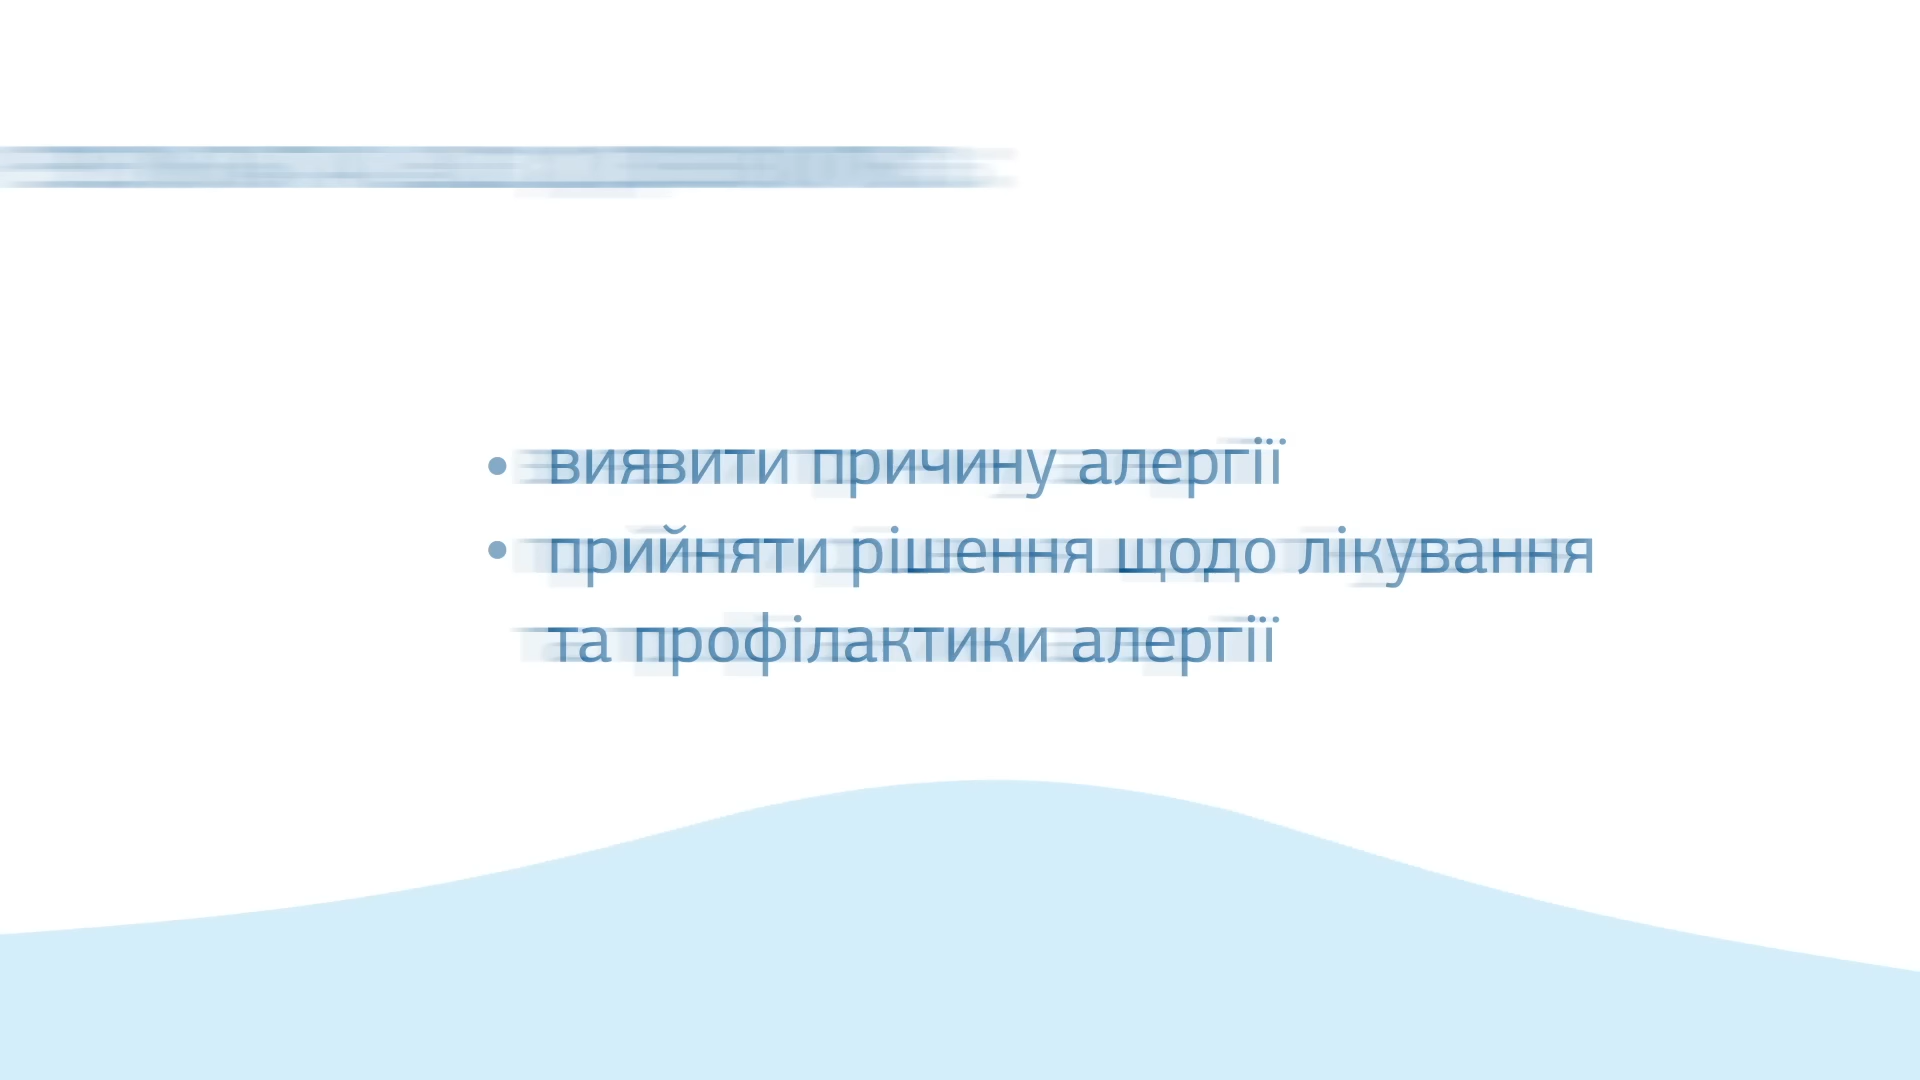 • виявити причину алергії
• прийняти рішення щодо лікування
та профілактики алергії